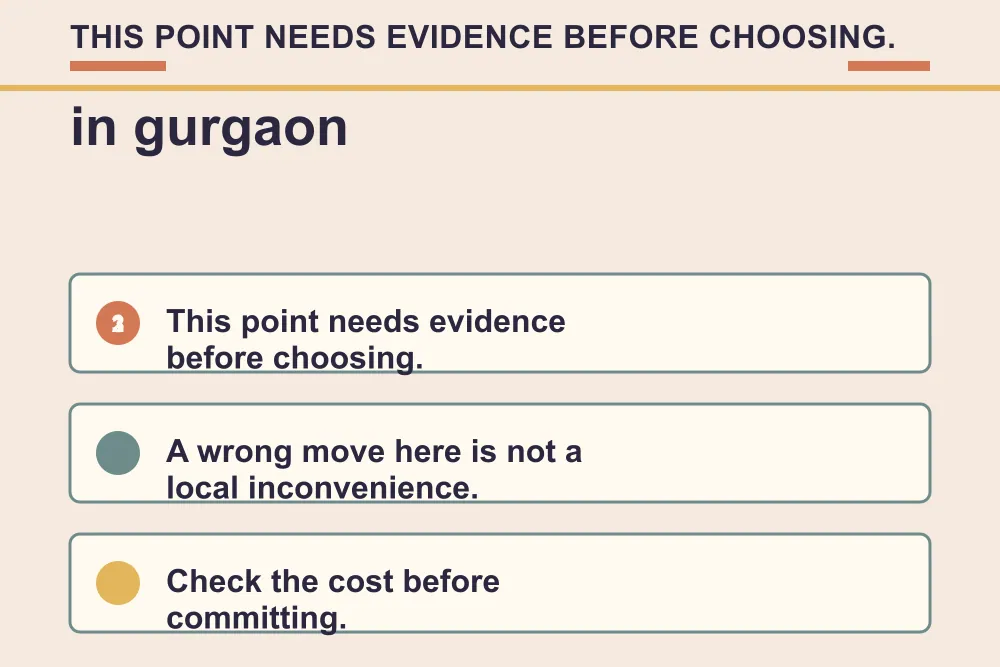 THIS POINT NEEDS EVIDENCE BEFORE CHOOSING.
in gurgaon
This point needs evidence
before choosing.
A wrong move here is not a
local inconvenience.
Check the cost before
committing.